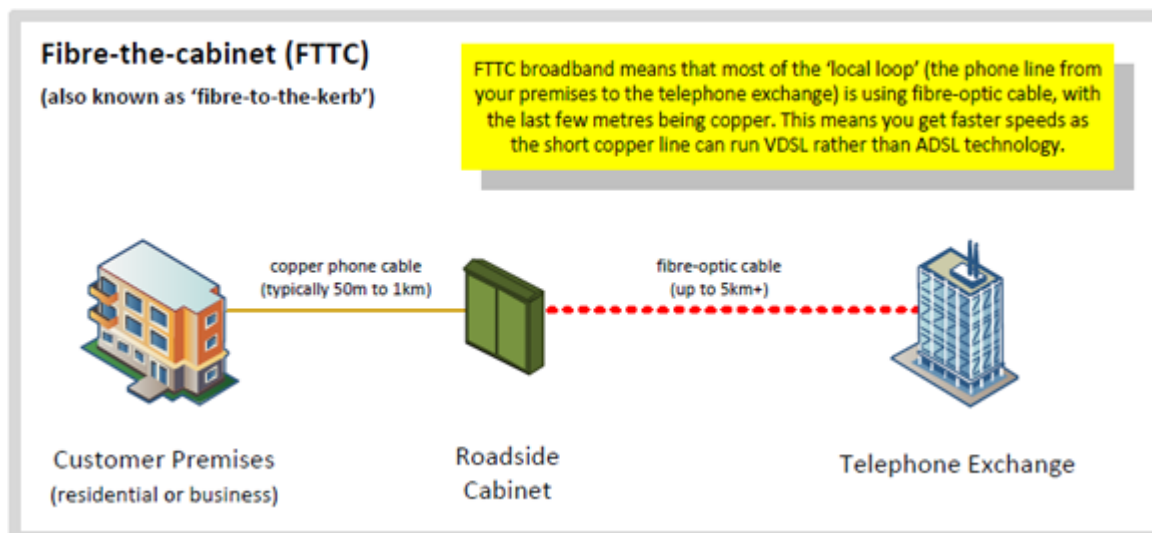 Fibre-the-cabinet (FTTC)
(also known as ‘fibre-to-the-kerb’)
FTTC broadband means that most of the ‘local loop’ (the phone line from
your premises to the telephone exchange) is using fibre-optic cable, with
the last few metres being copper. This means you get faster speeds as
the short copper line can run VDSL rather than ADSL technology.
copper phone cable
(typically 50m to 1km)
fibre-optic cable
(up to 5km+)
Customer Premises
(residential or business)
Roadside
Cabinet
Telephone Exchange